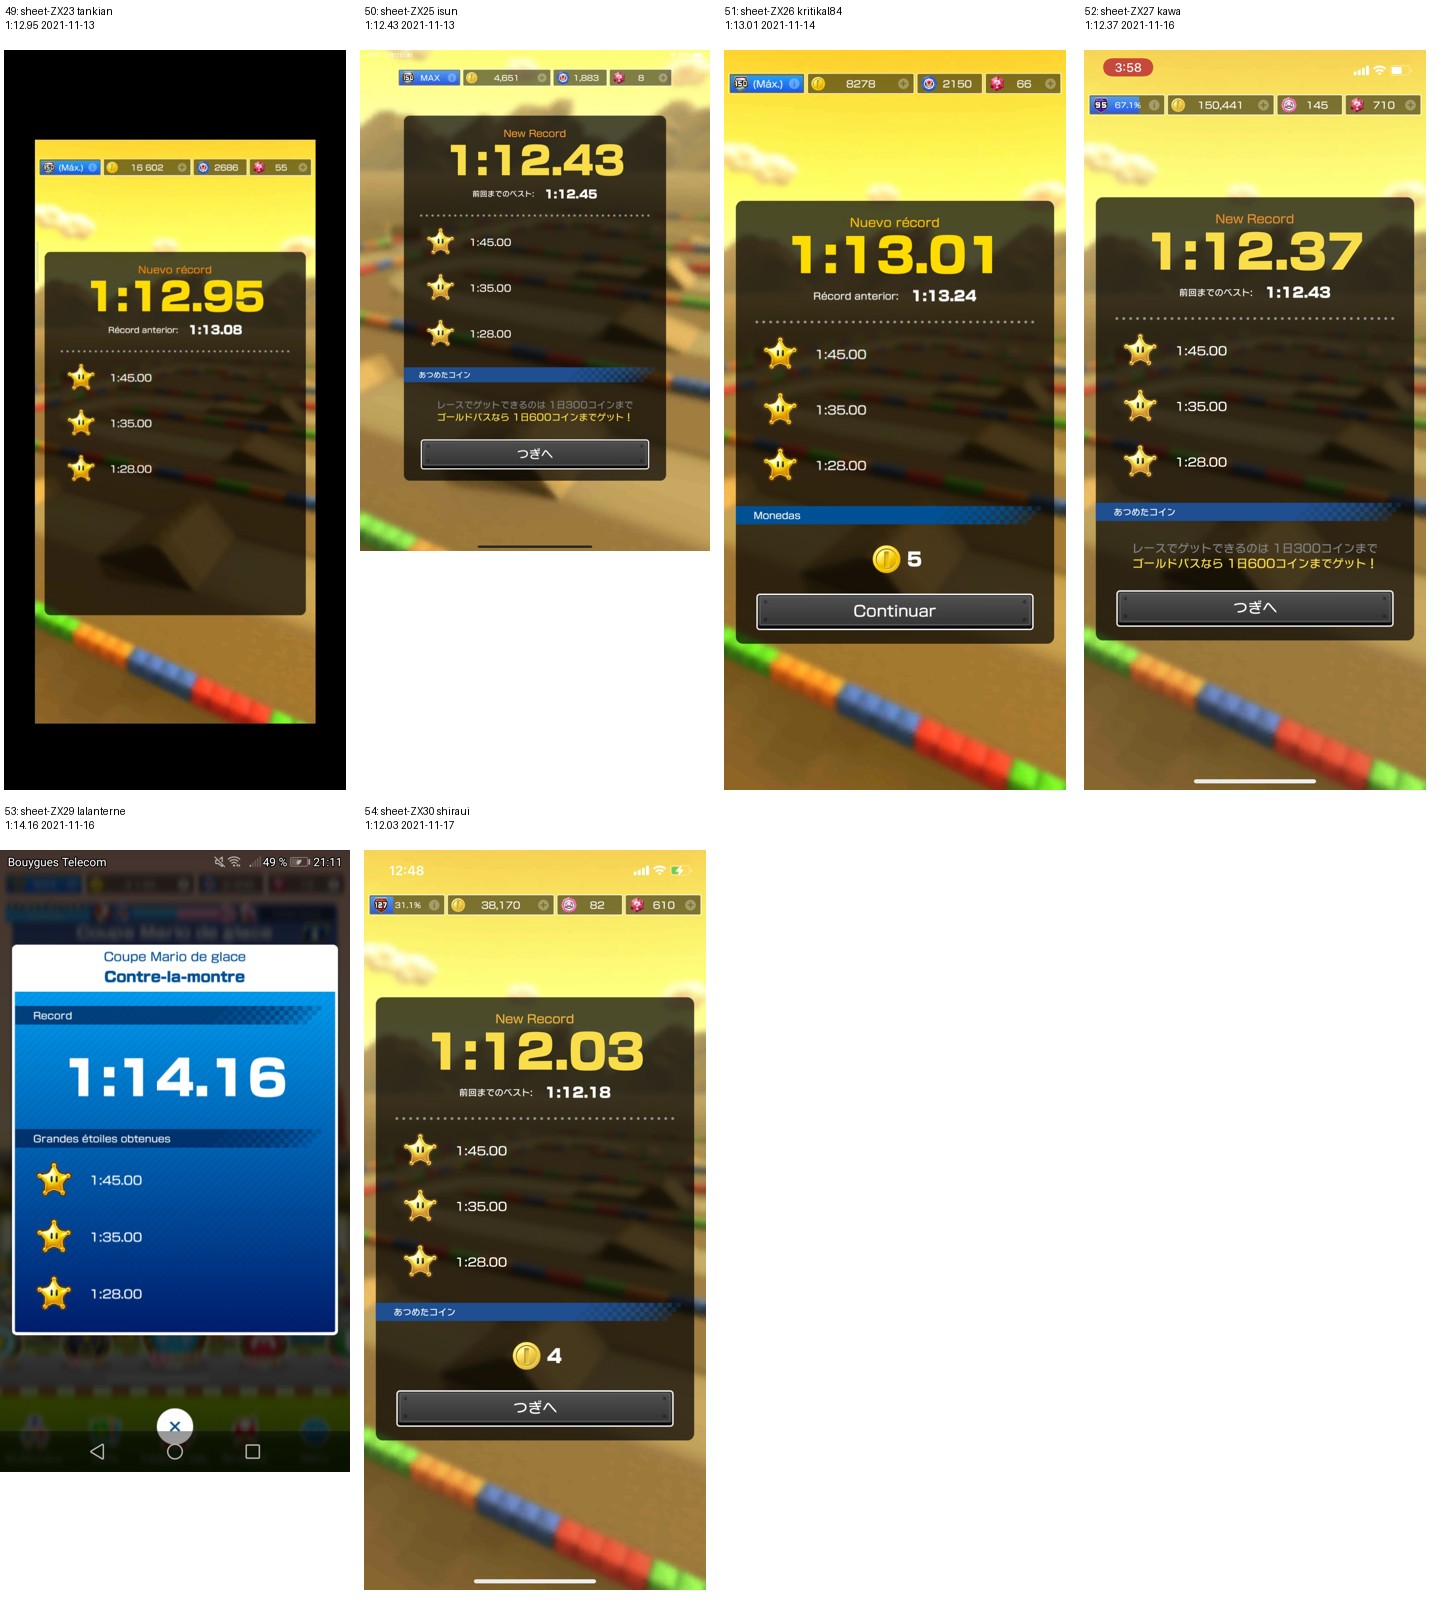 49: sheet-ZX23 tankian
1:12.95 2021-11-13
(Máx.) 16 602 2686 55
Nuevo récord
1:12.95
Récord anterior: 1:13.08
1:45.00
1:35.00
1:28.00
50: sheet-ZX25 isun
1:12.43 2021-11-13
150 MAX 4,651 1,883 8
New Record
1:12.43
前回までのベスト: 1:12.45
1:45.00
1:35.00
1:28.00
あつめたコイン
レースでゲットできるのは 1日300コインまで
ゴールドパスなら 1日600コインまでゲット！
つぎへ
51: sheet-ZX26 kritikal84
1:13.01 2021-11-14
150 (Máx.) 8278 2150 66
Nuevo récord
1:13.01
Récord anterior: 1:13.24
1:45.00
1:35.00
1:28.00
Monedas
5
Continuar
52: sheet-ZX27 kawa
1:12.37 2021-11-16
3:58
95 67.1% 150,441 145 710
New Record
1:12.37
前回までのベスト: 1:12.43
1:45.00
1:35.00
1:28.00
あつめたコイン
レースでゲットできるのは 1日300コインまで
ゴールドパスなら 1日600コインまでゲット！
つぎへ
53: sheet-ZX29 lalanterne
1:14.16 2021-11-16
Bouygues Telecom 49 % 21:11
Coupe Mario de glace
Coupe Mario de glace
Contre-la-montre
Record
1:14.16
Grandes étoiles obtenues
1:45.00
1:35.00
1:28.00
54: sheet-ZX30 shiraui
1:12.03 2021-11-17
12:48
127 31.1% 38,170 82 610
New Record
1:12.03
前回までのベスト: 1:12.18
1:45.00
1:35.00
1:28.00
あつめたコイン
4
つぎへ